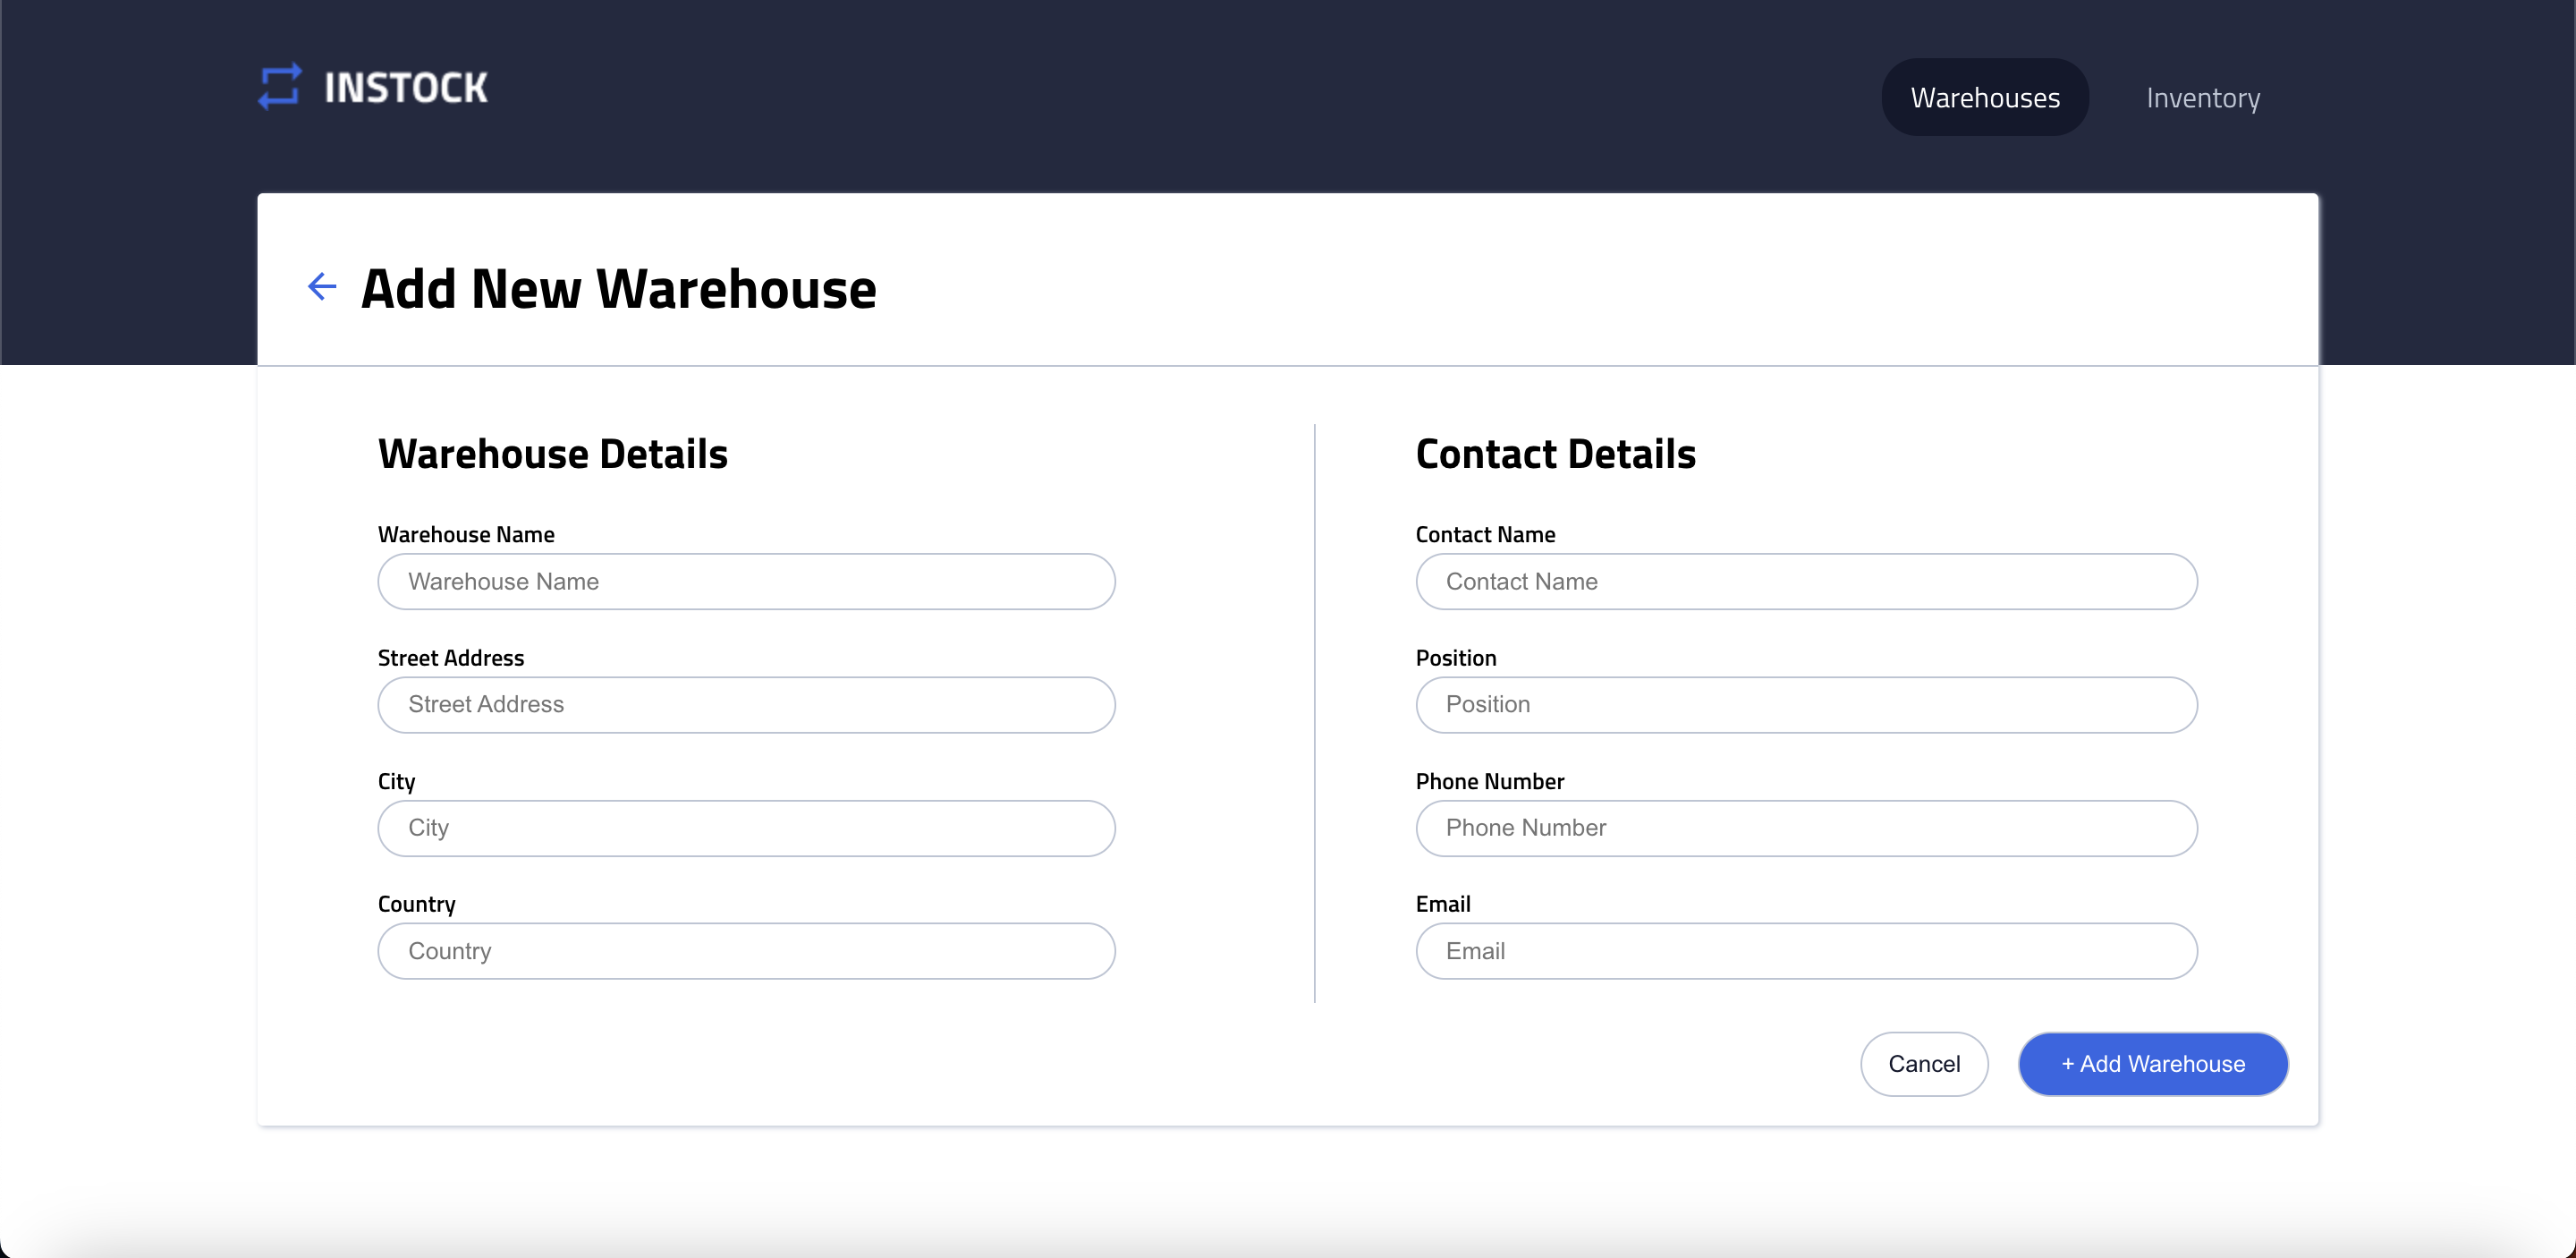 INSTOCK
Warehouses
Inventory
Add New Warehouse
Warehouse Details
Warehouse Name
Warehouse Name
Street Address
Street Address
City
City
Country
Country
Contact Details
Contact Name
Contact Name
Position
Position
Phone Number
Phone Number
Email
Email
Cancel
+ Add Warehouse